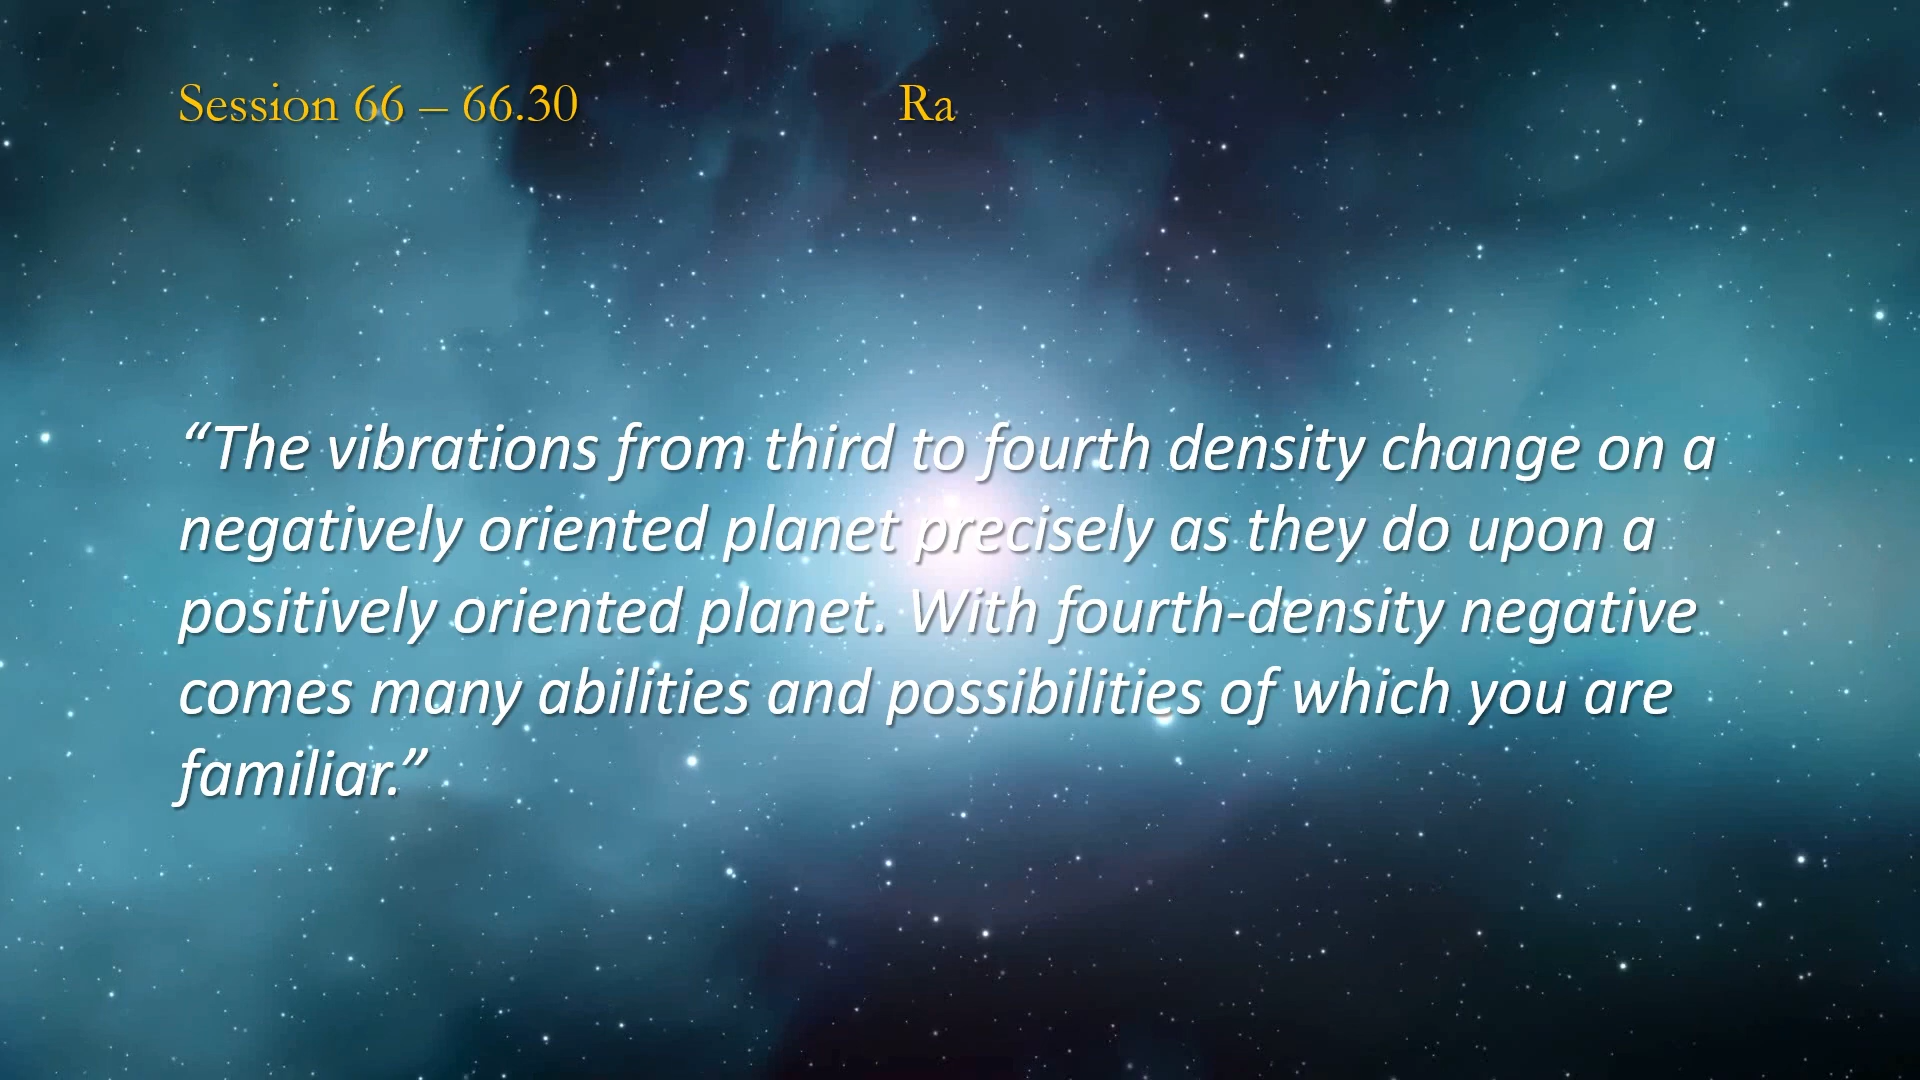 Session 66 – 66.30 Ra
“The vibrations from third to fourth density change on a
negatively oriented planet precisely as they do upon a
positively oriented planet. With fourth-density negative
comes many abilities and possibilities of which you are
familiar.”